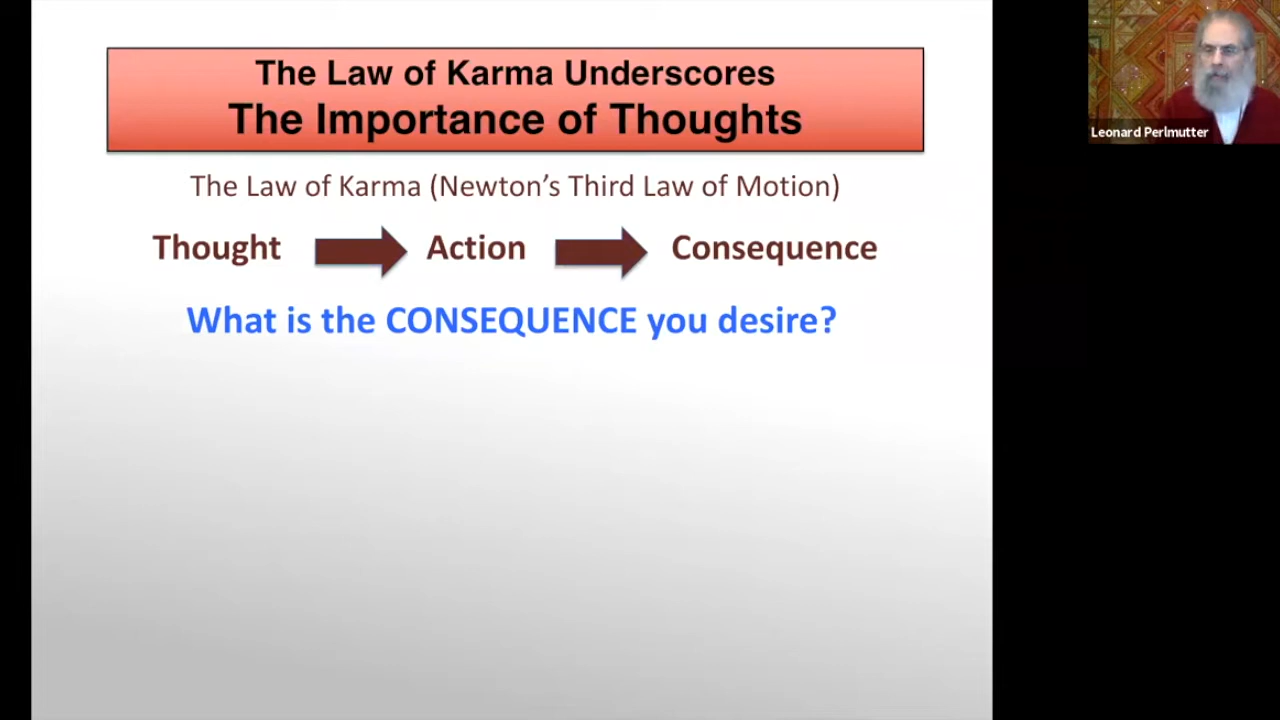 The Law of Karma Underscores
The Importance of Thoughts
The Law of Karma (Newton’s Third Law of Motion)
Thought Action Consequence
What is the CONSEQUENCE you desire?
Leonard Perlmutter